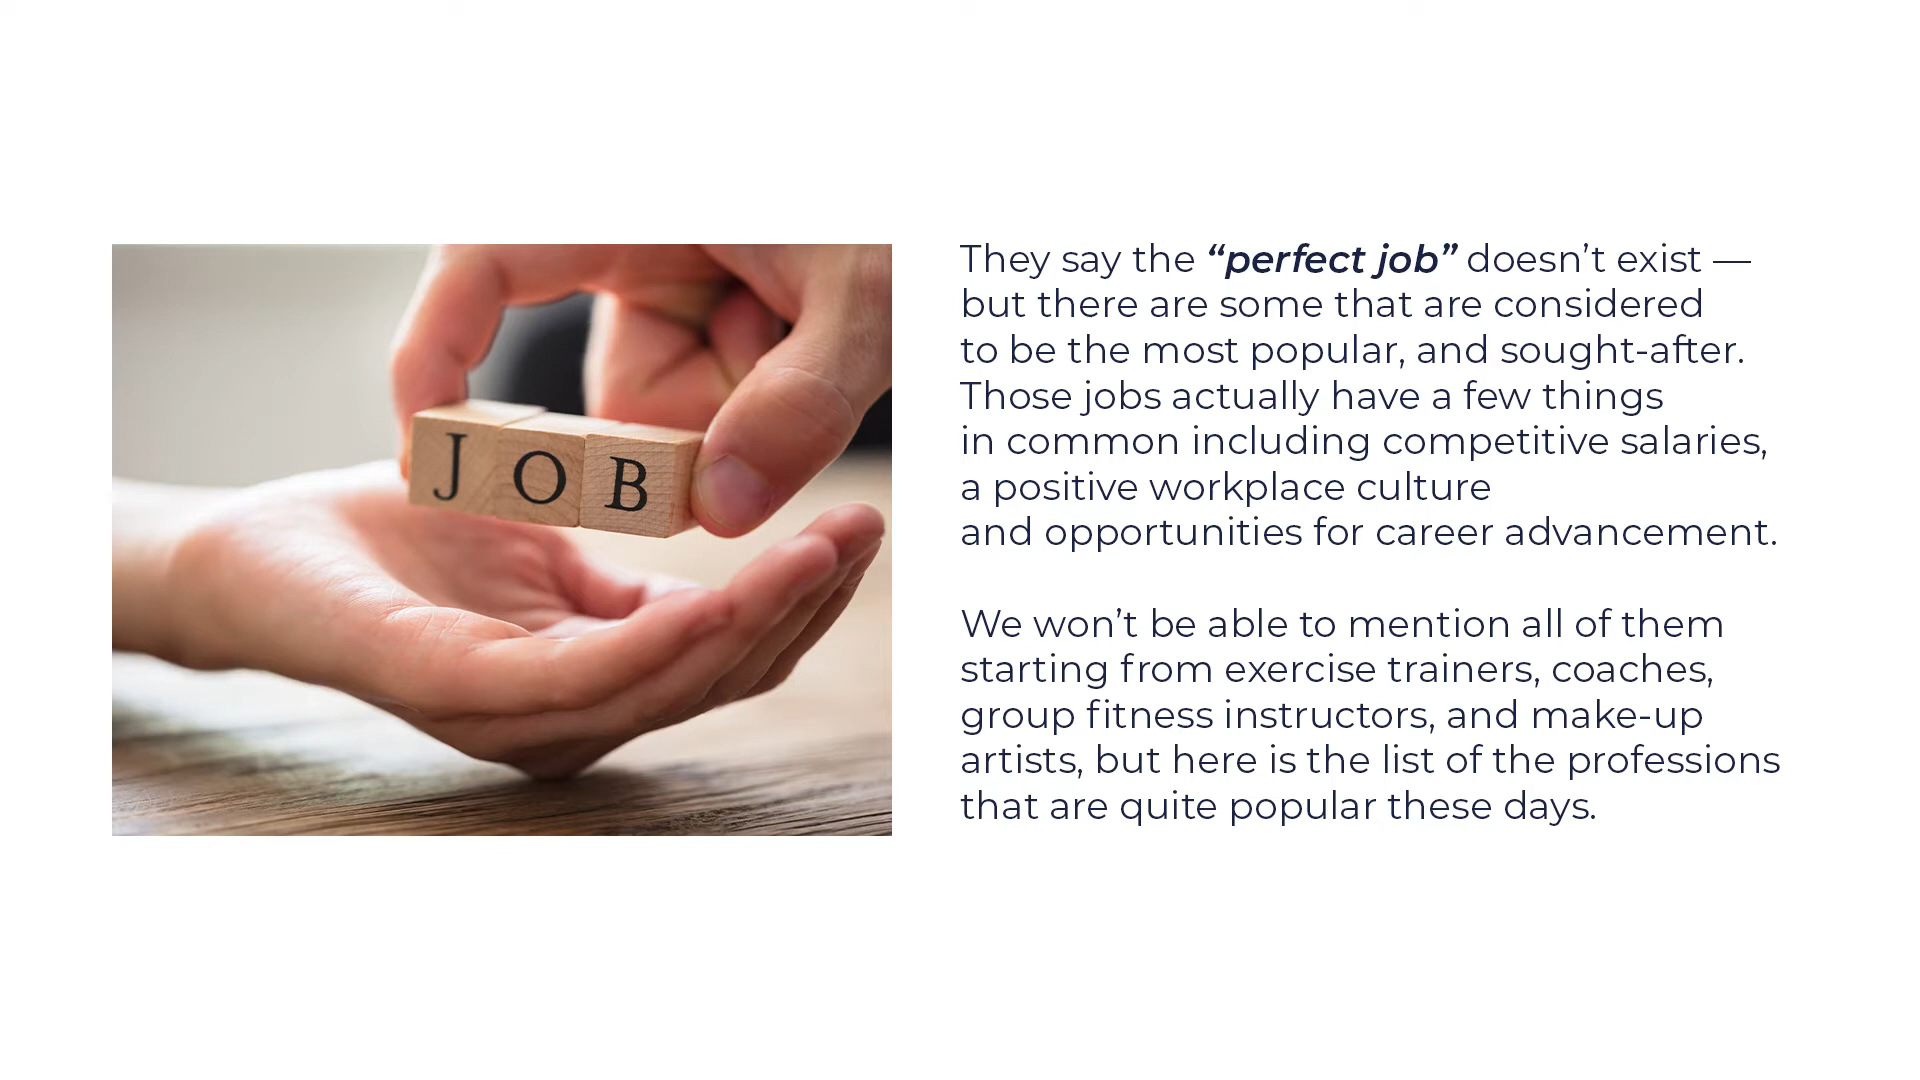 JOB
They say the “perfect job” doesn’t exist —
but there are some that are considered
to be the most popular, and sought-after.
Those jobs actually have a few things
in common including competitive salaries,
a positive workplace culture
and opportunities for career advancement.
We won’t be able to mention all of them
starting from exercise trainers, coaches,
group fitness instructors, and make-up
artists, but here is the list of the professions
that are quite popular these days.